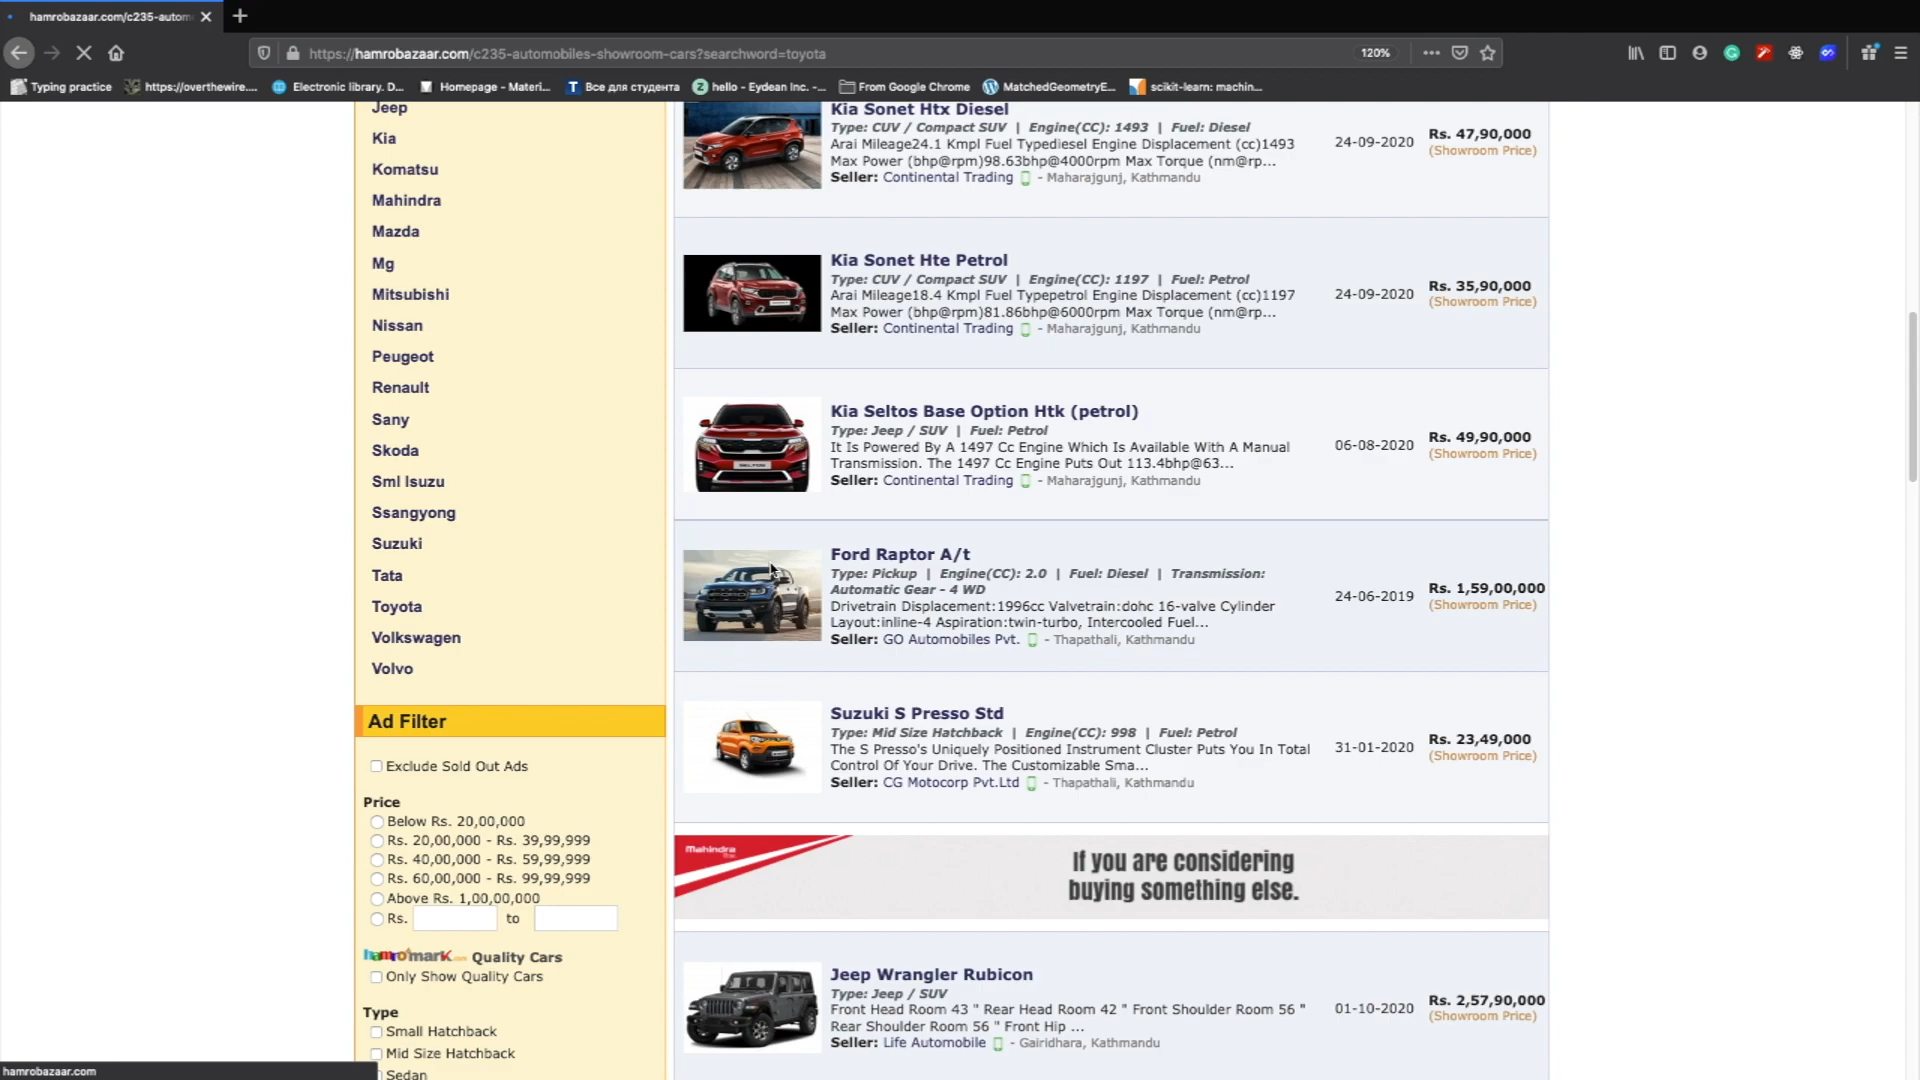 hamrobazaar.com/c235-autom
https://hamrobazaar.com/c235-automobiles-showroom-cars?searchword=toyota
120%
Typing practice
https://overthewire....
Electronic library. D...
Homepage - Materi...
Все для студента
hello - Eydean Inc. -...
From Google Chrome
MatchedGeometryE...
scikit-learn: machin...
Jeep
Kia
Komatsu
Mahindra
Mazda
Mg
Mitsubishi
Nissan
Peugeot
Renault
Sany
Skoda
Sml Isuzu
Ssangyong
Suzuki
Tata
Toyota
Volkswagen
Volvo
Ad Filter
Exclude Sold Out Ads
Price
Below Rs. 20,00,000
Rs. 20,00,000 - Rs. 39,99,999
Rs. 40,00,000 - Rs. 59,99,999
Rs. 60,00,000 - Rs. 99,99,999
Above Rs. 1,00,00,000
Rs. to
hamromark.com Quality Cars
Only Show Quality Cars
Type
Small Hatchback
Mid Size Hatchback
Sedan
Kia Sonet Htx Diesel
Type: CUV / Compact SUV | Engine(CC): 1493 | Fuel: Diesel
Arai Mileage24.1 Kmpl Fuel Typediesel Engine Displacement (cc)1493
Max Power (bhp@rpm)98.63bhp@4000rpm Max Torque (nm@rp...
Seller: Continental Trading - Maharajgunj, Kathmandu
24-09-2020
Rs. 47,90,000
(Showroom Price)
Kia Sonet Hte Petrol
Type: CUV / Compact SUV | Engine(CC): 1197 | Fuel: Petrol
Arai Mileage18.4 Kmpl Fuel Typepetrol Engine Displacement (cc)1197
Max Power (bhp@rpm)81.86bhp@6000rpm Max Torque (nm@rp...
Seller: Continental Trading - Maharajgunj, Kathmandu
24-09-2020
Rs. 35,90,000
(Showroom Price)
Kia Seltos Base Option Htk (petrol)
Type: Jeep / SUV | Fuel: Petrol
It Is Powered By A 1497 Cc Engine Which Is Available With A Manual
Transmission. The 1497 Cc Engine Puts Out 113.4bhp@63...
Seller: Continental Trading - Maharajgunj, Kathmandu
06-08-2020
Rs. 49,90,000
(Showroom Price)
Ford Raptor A/t
Type: Pickup | Engine(CC): 2.0 | Fuel: Diesel | Transmission:
Automatic Gear - 4 WD
Drivetrain Displacement:1996cc Valvetrain:dohc 16-valve Cylinder
Layout:inline-4 Aspiration:twin-turbo, Intercooled Fuel...
Seller: GO Automobiles Pvt. - Thapathali, Kathmandu
24-06-2019
Rs. 1,59,00,000
(Showroom Price)
Suzuki S Presso Std
Type: Mid Size Hatchback | Engine(CC): 998 | Fuel: Petrol
The S Presso's Uniquely Positioned Instrument Cluster Puts You In Total
Control Of Your Drive. The Customizable Sma...
Seller: CG Motocorp Pvt.Ltd - Thapathali, Kathmandu
31-01-2020
Rs. 23,49,000
(Showroom Price)
Mahindra
Rise
If you are considering
buying something else.
Jeep Wrangler Rubicon
Type: Jeep / SUV
Front Head Room 43 " Rear Head Room 42 " Front Shoulder Room 56 "
Rear Shoulder Room 56 " Front Hip ...
Seller: Life Automobile - Gairidhara, Kathmandu
01-10-2020
Rs. 2,57,90,000
(Showroom Price)
hamrobazaar.com